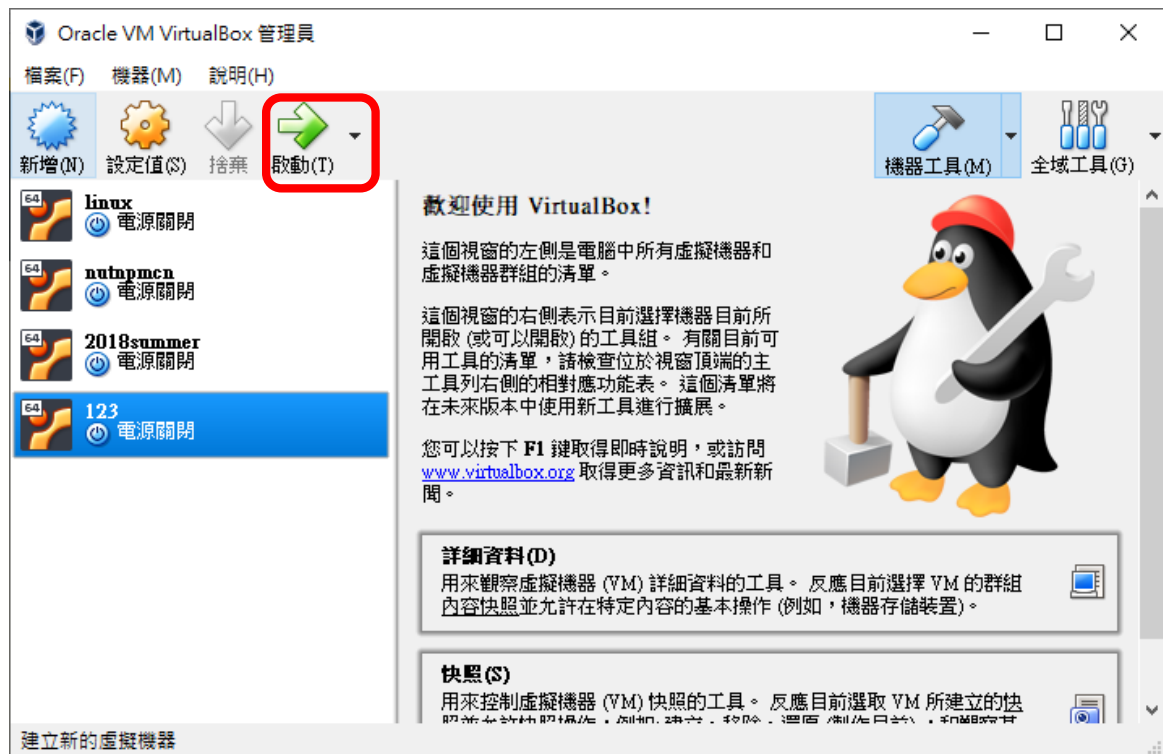 Oracle VM VirtualBox 管理員
檔案(F) 機器(M) 說明(H)
新增(N) 設定值(S) 捨棄 啟動(T) 機器工具(M) 全域工具(G)
64 linux
電源關閉
64 nutnpmcn
電源關閉
64 2018summer
電源關閉
64 123
電源關閉
歡迎使用 VirtualBox!
這個視窗的左側是電腦中所有虛擬機器和
虛擬機器群組的清單。
這個視窗的右側表示目前選擇機器目前所
開啟 (或可以開啟) 的工具組。 有關目前可
用工具的清單，請檢查位於視窗頂端的主
工具列右側的相對應功能表。 這個清單將
在未來版本中使用新工具進行擴展。
您可以按下 F1 鍵取得即時說明，或訪問
www.virtualbox.org 取得更多資訊和最新新
聞。
詳細資料(D)
用來觀察虛擬機器 (VM) 詳細資料的工具。 反應目前選擇 VM 的群組
內容快照並允許在特定內容的基本操作 (例如，機器存儲裝置)。
快照(S)
用來控制虛擬機器 (VM) 快照的工具。 反應目前選取 VM 所建立的快
建立新的虛擬機器